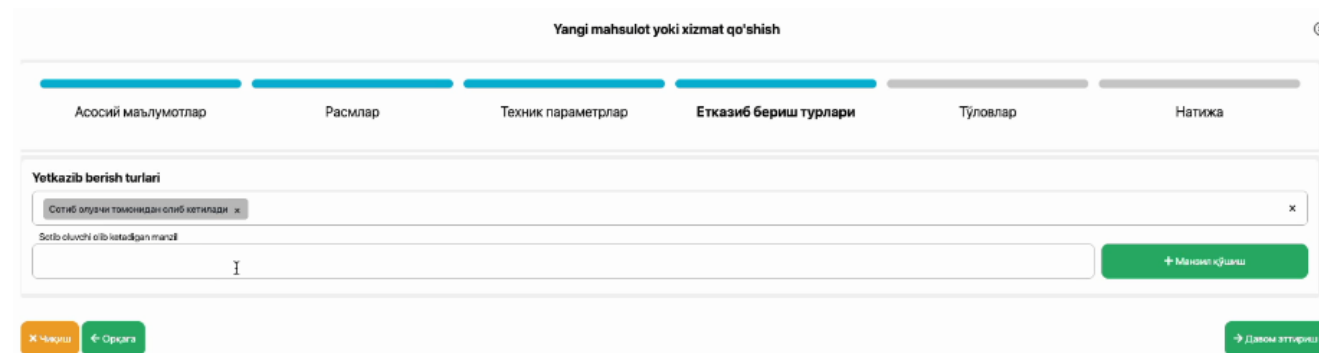 Yangi mahsulot yoki xizmat qo'shish
Асосий маълумотлар
Расмлар
Техник параметрлар
Етказиб бериш турлари
Тўловлар
Натижа
Yetkazib berish turlari
Сотиб олувчи томонидан олиб кетилади ×
×
Sotib oluvchi olib ketadigan manzil
+ Манзил қўшиш
× Чиқиш
← Орқага
→ Давом эттириш